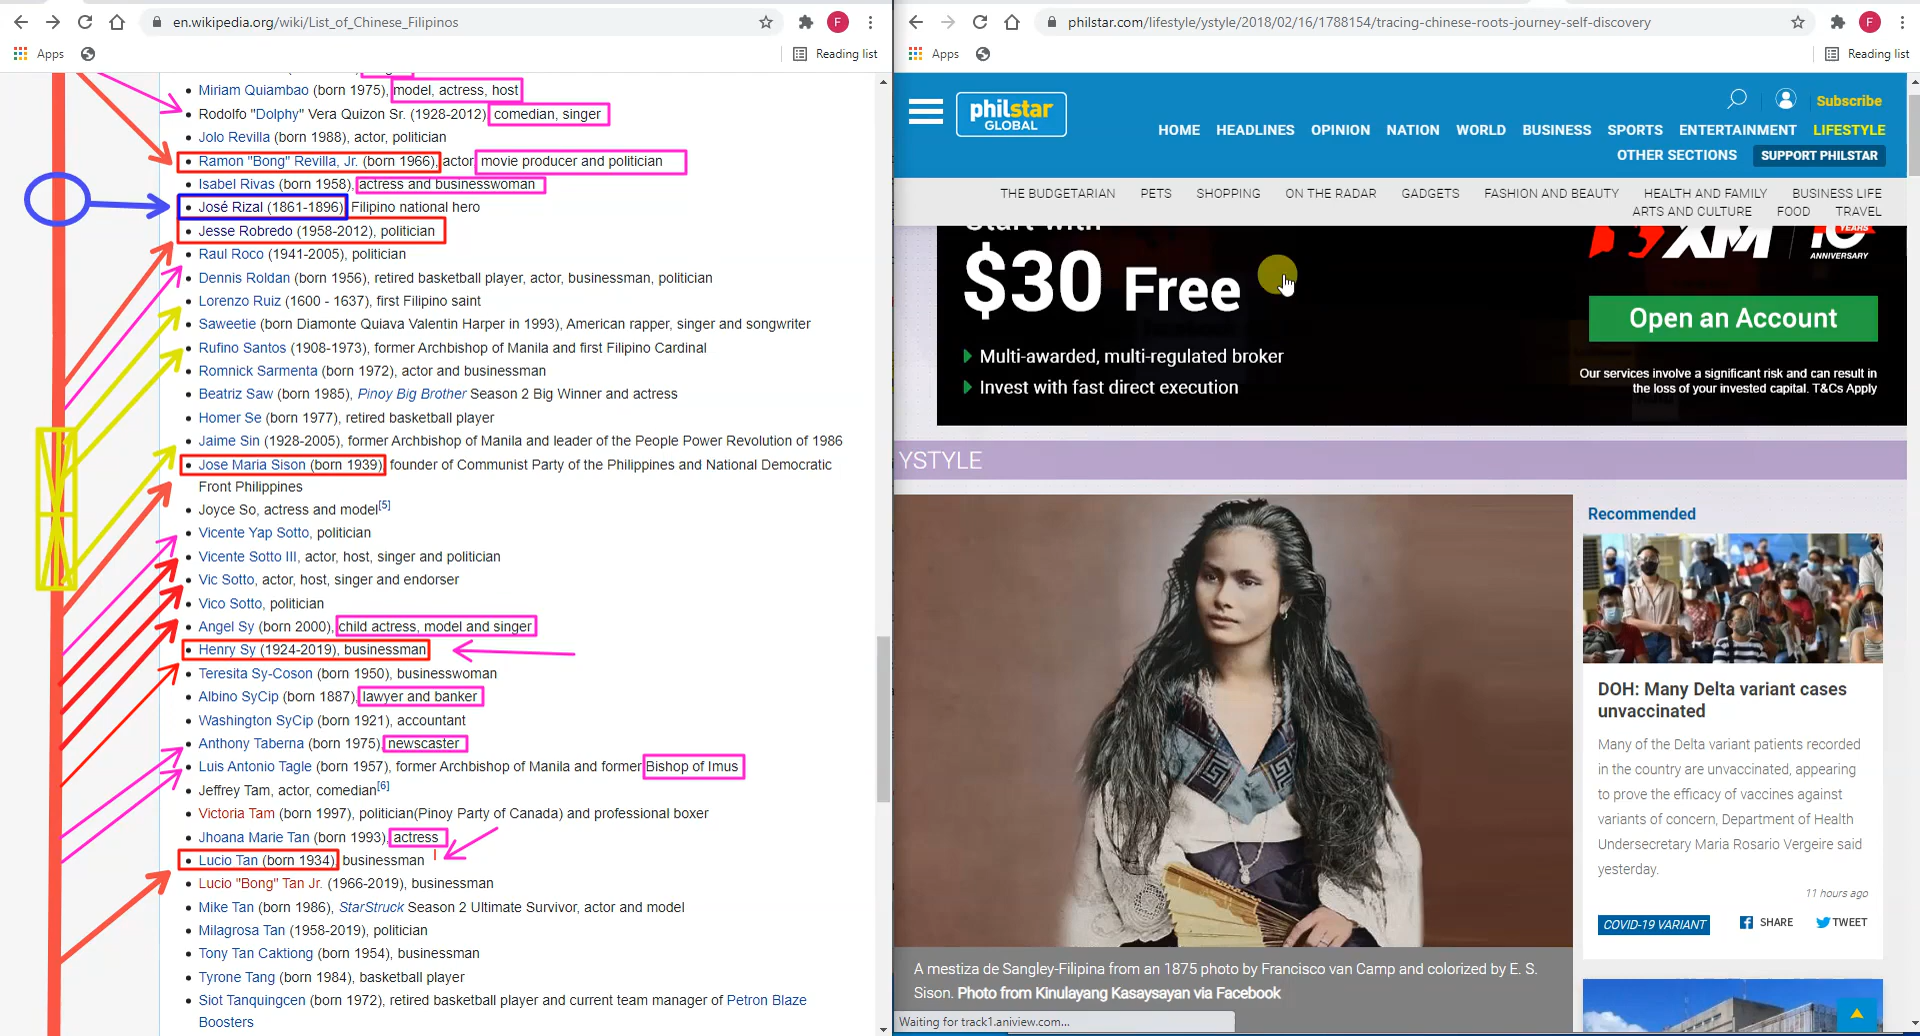 en.wikipedia.org/wiki/List_of_Chinese_Filipinos
Apps
Reading list
Miriam Quiambao (born 1975), model, actress, host
Rodolfo "Dolphy" Vera Quizon Sr. (1928-2012) comedian, singer
Jolo Revilla (born 1988), actor, politician
Ramon "Bong" Revilla, Jr. (born 1966), actor, movie producer and politician
Isabel Rivas (born 1958), actress and businesswoman
José Rizal (1861-1896), Filipino national hero
Jesse Robredo (1958-2012), politician
Raul Roco (1941-2005), politician
Dennis Roldan (born 1956), retired basketball player, actor, businessman, politician
Lorenzo Ruiz (1600 - 1637), first Filipino saint
Saweetie (born Diamonte Quiava Valentin Harper in 1993), American rapper, singer and songwriter
Rufino Santos (1908-1973), former Archbishop of Manila and first Filipino Cardinal
Romnick Sarmenta (born 1972), actor and businessman
Beatriz Saw (born 1985), Pinoy Big Brother Season 2 Big Winner and actress
Homer Se (born 1977), retired basketball player
Jaime Sin (1928-2005), former Archbishop of Manila and leader of the People Power Revolution of 1986
Jose Maria Sison (born 1939), founder of Communist Party of the Philippines and National Democratic
Front Philippines
Joyce So, actress and model[5]
Vicente Yap Sotto, politician
Vicente Sotto III, actor, host, singer and politician
Vic Sotto, actor, host, singer and endorser
Vico Sotto, politician
Angel Sy (born 2000), child actress, model and singer
Henry Sy (1924-2019), businessman
Teresita Sy-Coson (born 1950), businesswoman
Albino SyCip (born 1887), lawyer and banker
Washington SyCip (born 1921), accountant
Anthony Taberna (born 1975), newscaster
Luis Antonio Tagle (born 1957), former Archbishop of Manila and former Bishop of Imus
Jeffrey Tam, actor, comedian[6]
Victoria Tam (born 1997), politician(Pinoy Party of Canada) and professional boxer
Jhoana Marie Tan (born 1993), actress
Lucio Tan (born 1934), businessman
Lucio "Bong" Tan Jr. (1966-2019), businessman
Mike Tan (born 1986), StarStruck Season 2 Ultimate Survivor, actor and model
Milagrosa Tan (1958-2019), politician
Tony Tan Caktiong (born 1954), businessman
Tyrone Tang (born 1984), basketball player
Siot Tanquingcen (born 1972), retired basketball player and current team manager of Petron Blaze
Boosters
philstar.com/lifestyle/ystyle/2018/02/16/1788154/tracing-chinese-roots-journey-self-discovery
F
F
Apps
Reading list
philstar
GLOBAL
Subscribe
HOME HEADLINES OPINION NATION WORLD BUSINESS SPORTS ENTERTAINMENT LIFESTYLE
OTHER SECTIONS SUPPORT PHILSTAR
THE BUDGETARIAN PETS SHOPPING ON THE RADAR GADGETS FASHION AND BEAUTY HEALTH AND FAMILY BUSINESS LIFE
ARTS AND CULTURE FOOD TRAVEL
Start with
$30 Free
Multi-awarded, multi-regulated broker
Invest with fast direct execution
XM
10
YEARS
ANNIVERSARY
Open an Account
Our services involve a significant risk and can result in
the loss of your invested capital. T&Cs Apply
YSTYLE
A mestiza de Sangley-Filipina from an 1875 photo by Francisco van Camp and colorized by E. S.
Sison. Photo from Kinulayang Kasaysayan via Facebook
Waiting for track1.aniview.com...
Recommended
DOH: Many Delta variant cases
unvaccinated
Many of the Delta variant patients recorded
in the country are unvaccinated, appearing
to prove the efficacy of vaccines against
variants of concern, Department of Health
Undersecretary Maria Rosario Vergeire said
yesterday.
11 hours ago
COVID-19 VARIANT
SHARE
TWEET